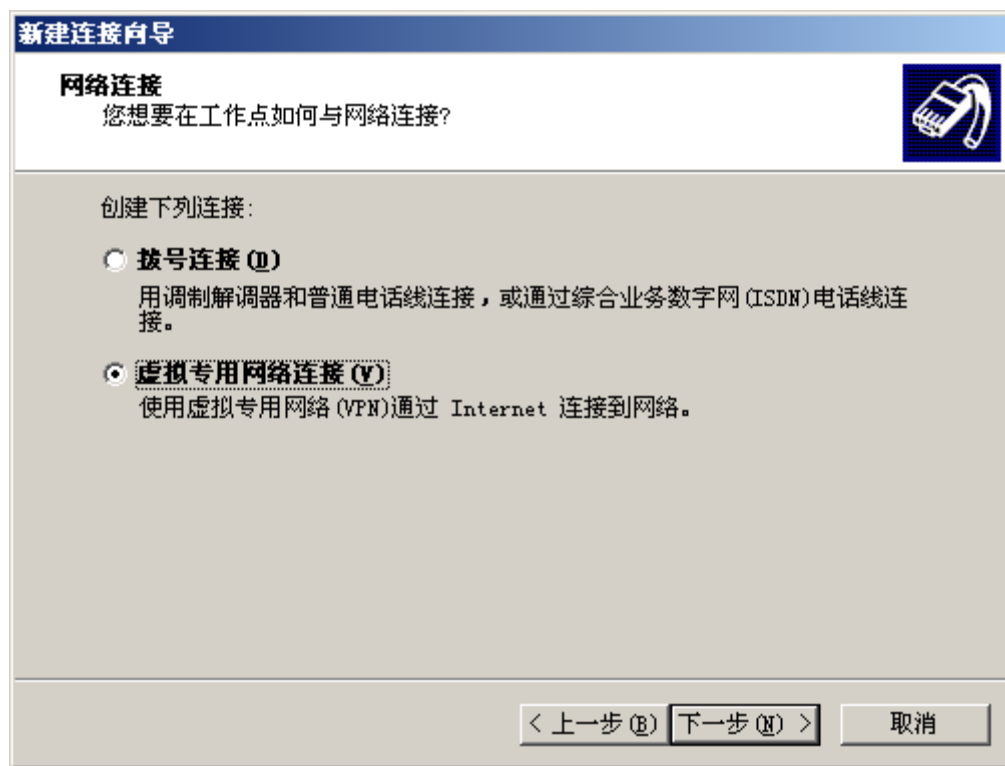 新建连接向导
网络连接
您想要在工作点如何与网络连接?
创建下列连接:
拨号连接(D)
用调制解调器和普通电话线连接，或通过综合业务数字网(ISDN)电话线连
接。
虚拟专用网络连接(V)
使用虚拟专用网络(VPN)通过 Internet 连接到网络。
< 上一步(B) 下一步(N) > 取消